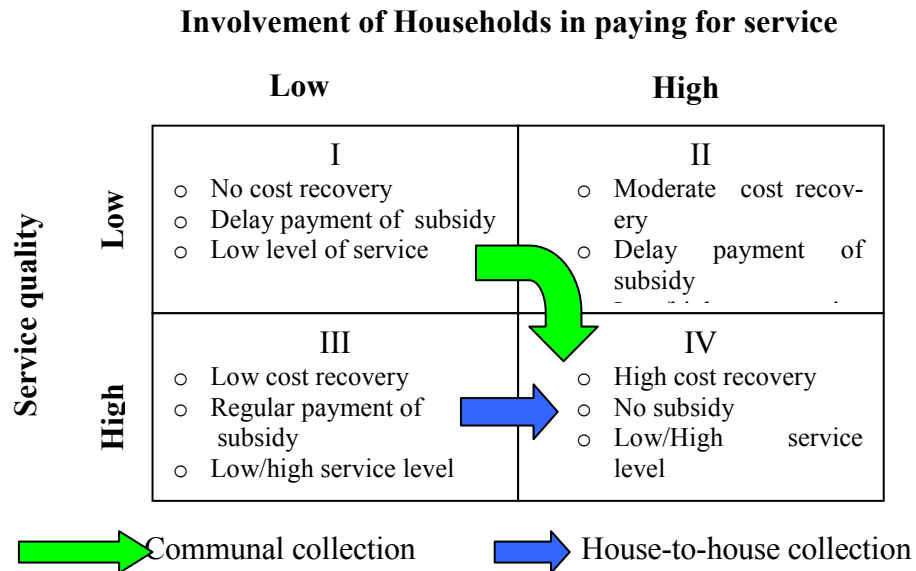 Involvement of Households in paying for service
Low
High
Service quality
Low
High
I
o No cost recovery
o Delay payment of subsidy
o Low level of service
II
o Moderate cost recov-
ery
o Delay payment of
subsidy
III
o Low cost recovery
o Regular payment of
subsidy
o Low/high service level
IV
o High cost recovery
o No subsidy
o Low/High service
level
Communal collection
House-to-house collection